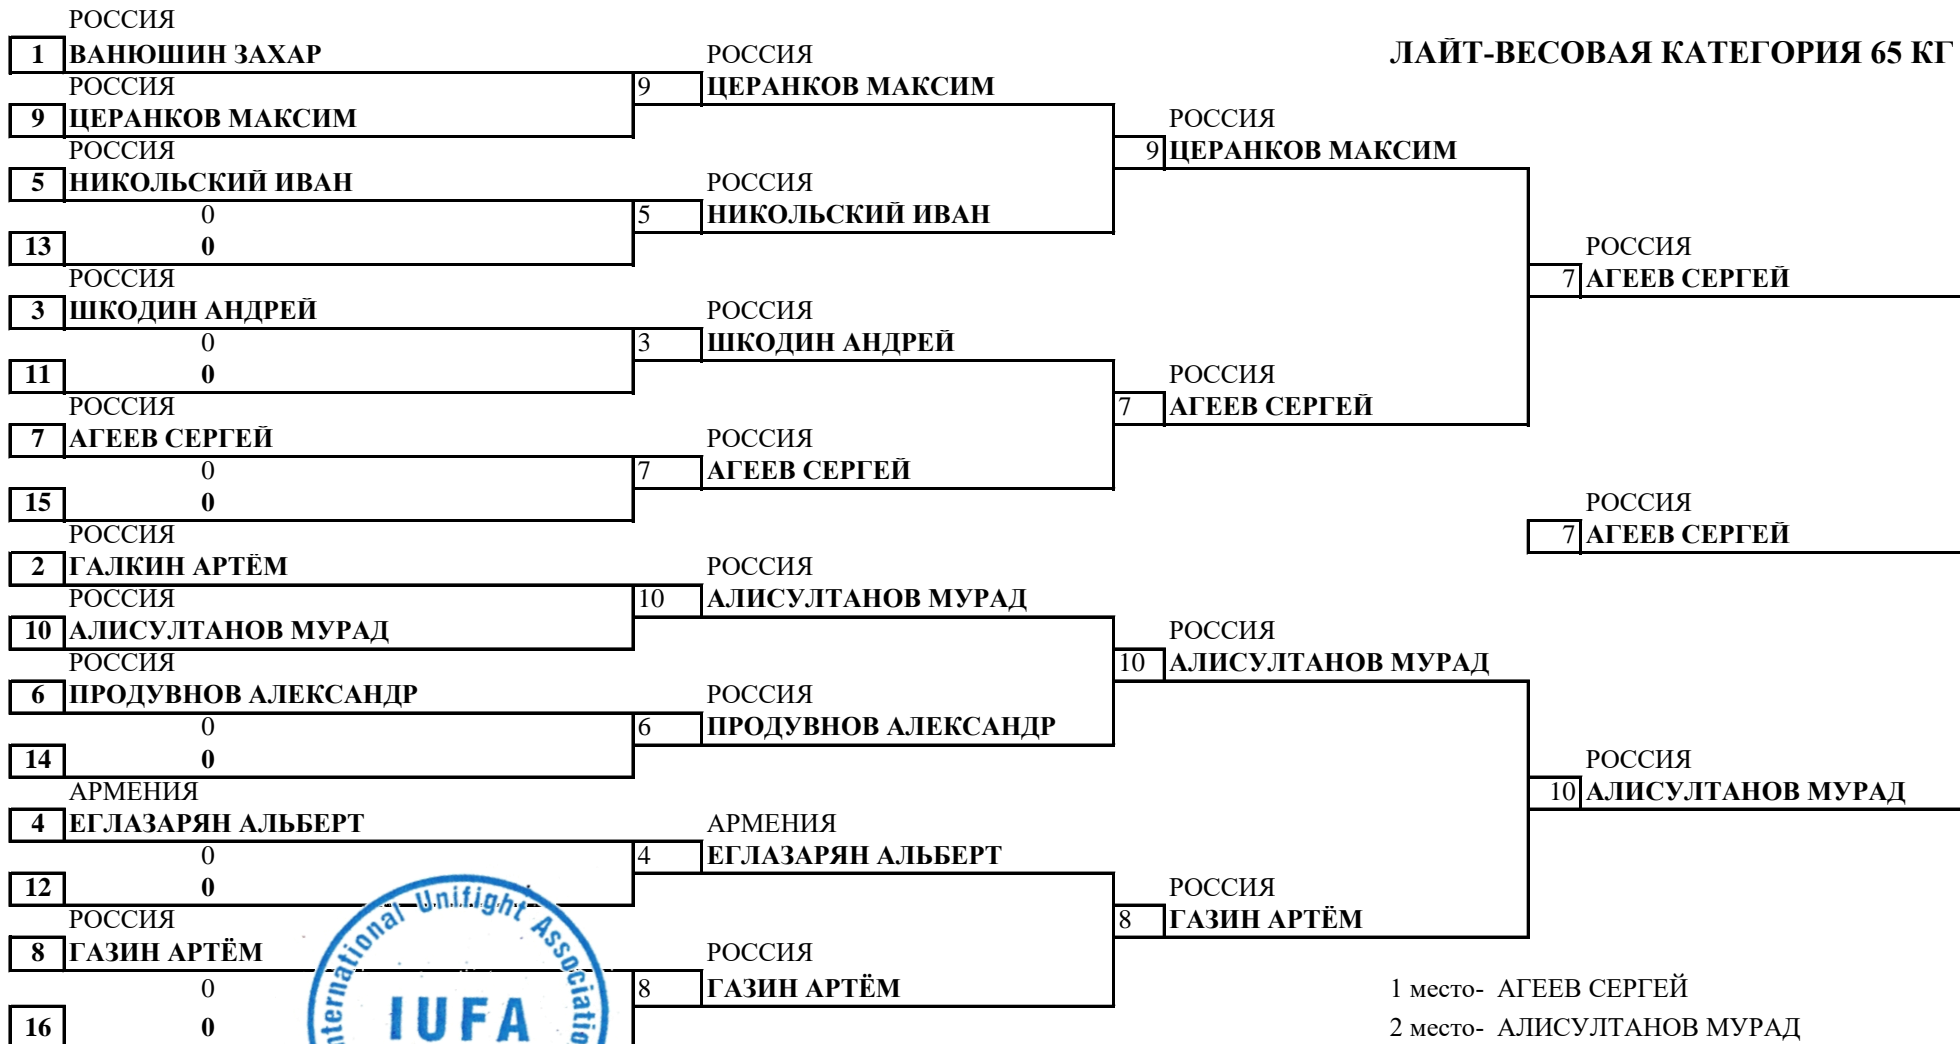 РОССИЯ
1 ВАНЮШИН ЗАХАР
РОССИЯ
9 ЦЕРАНКОВ МАКСИМ
РОССИЯ
5 НИКОЛЬСКИЙ ИВАН
0
13 0
РОССИЯ
3 ШКОДИН АНДРЕЙ
0
11 0
РОССИЯ
7 АГЕЕВ СЕРГЕЙ
0
15 0
РОССИЯ
2 ГАЛКИН АРТЁМ
РОССИЯ
10 АЛИСУЛТАНОВ МУРАД
РОССИЯ
6 ПРОДУВНОВ АЛЕКСАНДР
0
14 0
АРМЕНИЯ
4 ЕГЛАЗАРЯН АЛЬБЕРТ
0
12 0
РОССИЯ
8 ГАЗИН АРТЁМ
0
16 0
РОССИЯ
9 ЦЕРАНКОВ МАКСИМ
РОССИЯ
5 НИКОЛЬСКИЙ ИВАН
РОССИЯ
3 ШКОДИН АНДРЕЙ
РОССИЯ
7 АГЕЕВ СЕРГЕЙ
РОССИЯ
10 АЛИСУЛТАНОВ МУРАД
РОССИЯ
6 ПРОДУВНОВ АЛЕКСАНДР
АРМЕНИЯ
4 ЕГЛАЗАРЯН АЛЬБЕРТ
РОССИЯ
8 ГАЗИН АРТЁМ
РОССИЯ
9 ЦЕРАНКОВ МАКСИМ
РОССИЯ
7 АГЕЕВ СЕРГЕЙ
РОССИЯ
10 АЛИСУЛТАНОВ МУРАД
РОССИЯ
8 ГАЗИН АРТЁМ
ЛАЙТ-ВЕСОВАЯ КАТЕГОРИЯ 65 КГ
РОССИЯ
7 АГЕЕВ СЕРГЕЙ
РОССИЯ
7 АГЕЕВ СЕРГЕЙ
РОССИЯ
10 АЛИСУЛТАНОВ МУРАД
1 место- АГЕЕВ СЕРГЕЙ
2 место- АЛИСУЛТАНОВ МУРАД
Unifight
IUFA